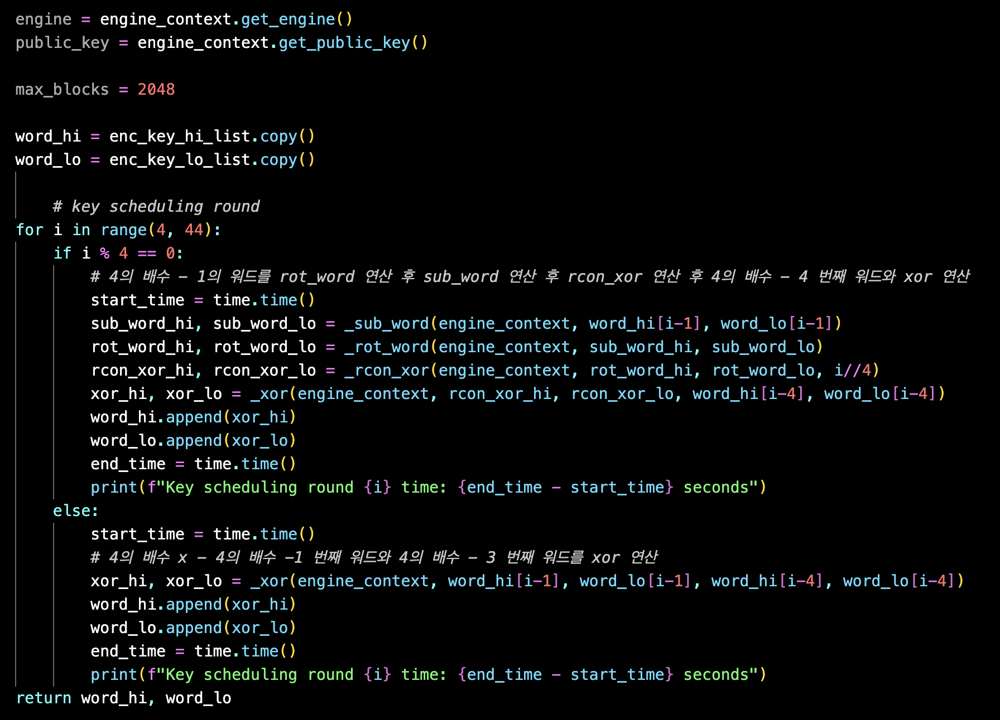 engine = engine_context.get_engine()
public_key = engine_context.get_public_key()
max_blocks = 2048
word_hi = enc_key_hi_list.copy()
word_lo = enc_key_lo_list.copy()
# key scheduling round
for i in range(4, 44):
if i % 4 == 0:
# 4의 배수 - 1의 워드를 rot_word 연산 후 sub_word 연산 후 rcon_xor 연산 후 4의 배수 - 4 번째 워드와 xor 연산
start_time = time.time()
sub_word_hi, sub_word_lo = _sub_word(engine_context, word_hi[i-1], word_lo[i-1])
rot_word_hi, rot_word_lo = _rot_word(engine_context, sub_word_hi, sub_word_lo)
rcon_xor_hi, rcon_xor_lo = _rcon_xor(engine_context, rot_word_hi, rot_word_lo, i//4)
xor_hi, xor_lo = _xor(engine_context, rcon_xor_hi, rcon_xor_lo, word_hi[i-4], word_lo[i-4])
word_hi.append(xor_hi)
word_lo.append(xor_lo)
end_time = time.time()
print(f"Key scheduling round {i} time: {end_time - start_time} seconds")
else:
start_time = time.time()
# 4의 배수 x - 4의 배수 -1 번째 워드와 4의 배수 - 3 번째 워드를 xor 연산
xor_hi, xor_lo = _xor(engine_context, word_hi[i-1], word_lo[i-1], word_hi[i-4], word_lo[i-4])
word_hi.append(xor_hi)
word_lo.append(xor_lo)
end_time = time.time()
print(f"Key scheduling round {i} time: {end_time - start_time} seconds")
return word_hi, word_lo